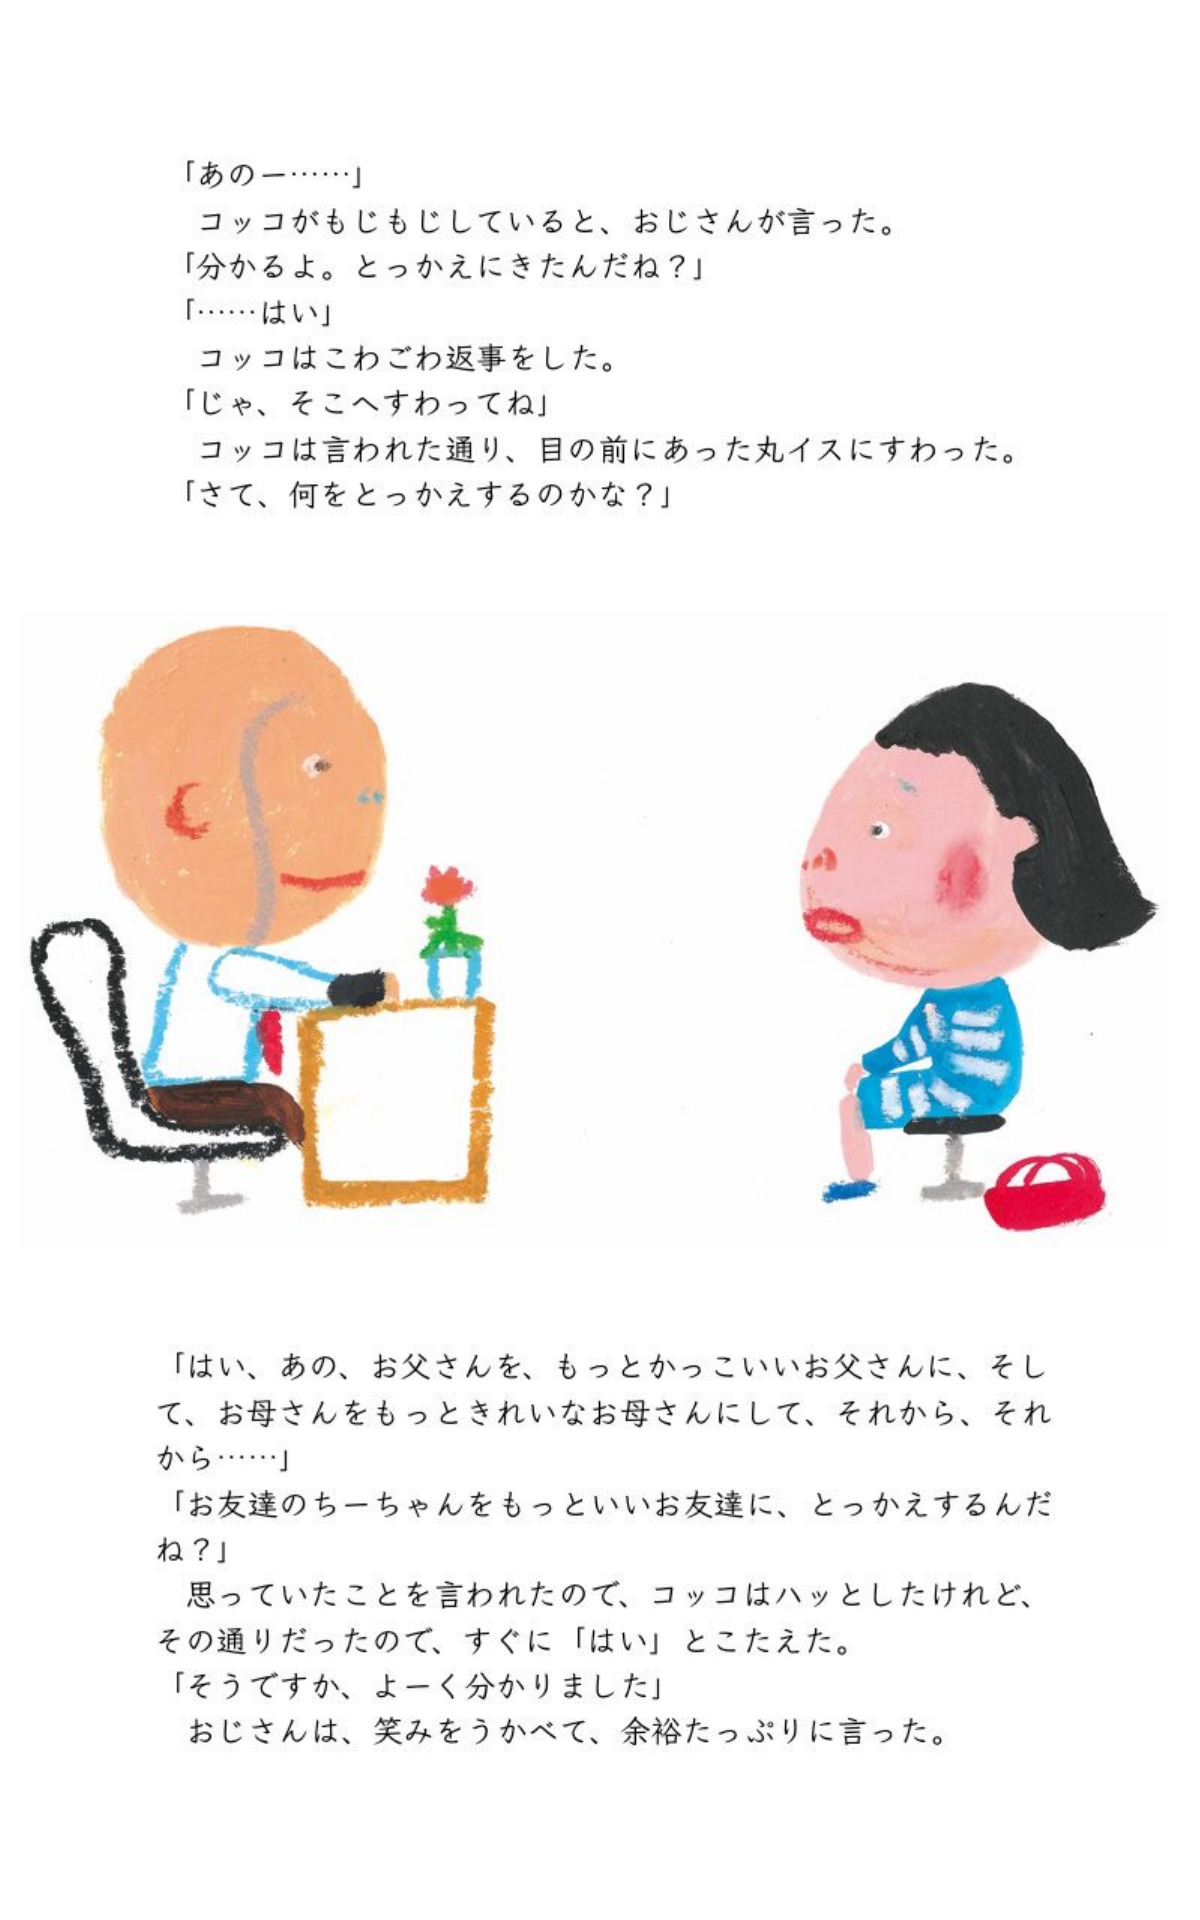 「あのー……」
コッコがもじもじしていると、おじさんが言った。
「分かるよ。とっかえにきたんだね？」
「……はい」
コッコはこわごわ返事をした。
「じゃ、そこへすわってね」
コッコは言われた通り、目の前にあった丸イスにすわった。
「さて、何をとっかえするのかな？」
「はい、あの、お父さんを、もっとかっこいいお父さんに、そし
て、お母さんをもっときれいなお母さんにして、それから、それ
から……」
「お友達のちーちゃんをもっといいお友達に、とっかえするんだ
ね？」
思っていたことを言われたので、コッコはハッとしたけれど、
その通りだったので、すぐに「はい」とこたえた。
「そうですか、よーく分かりました」
おじさんは、笑みをうかべて、余裕たっぷりに言った。